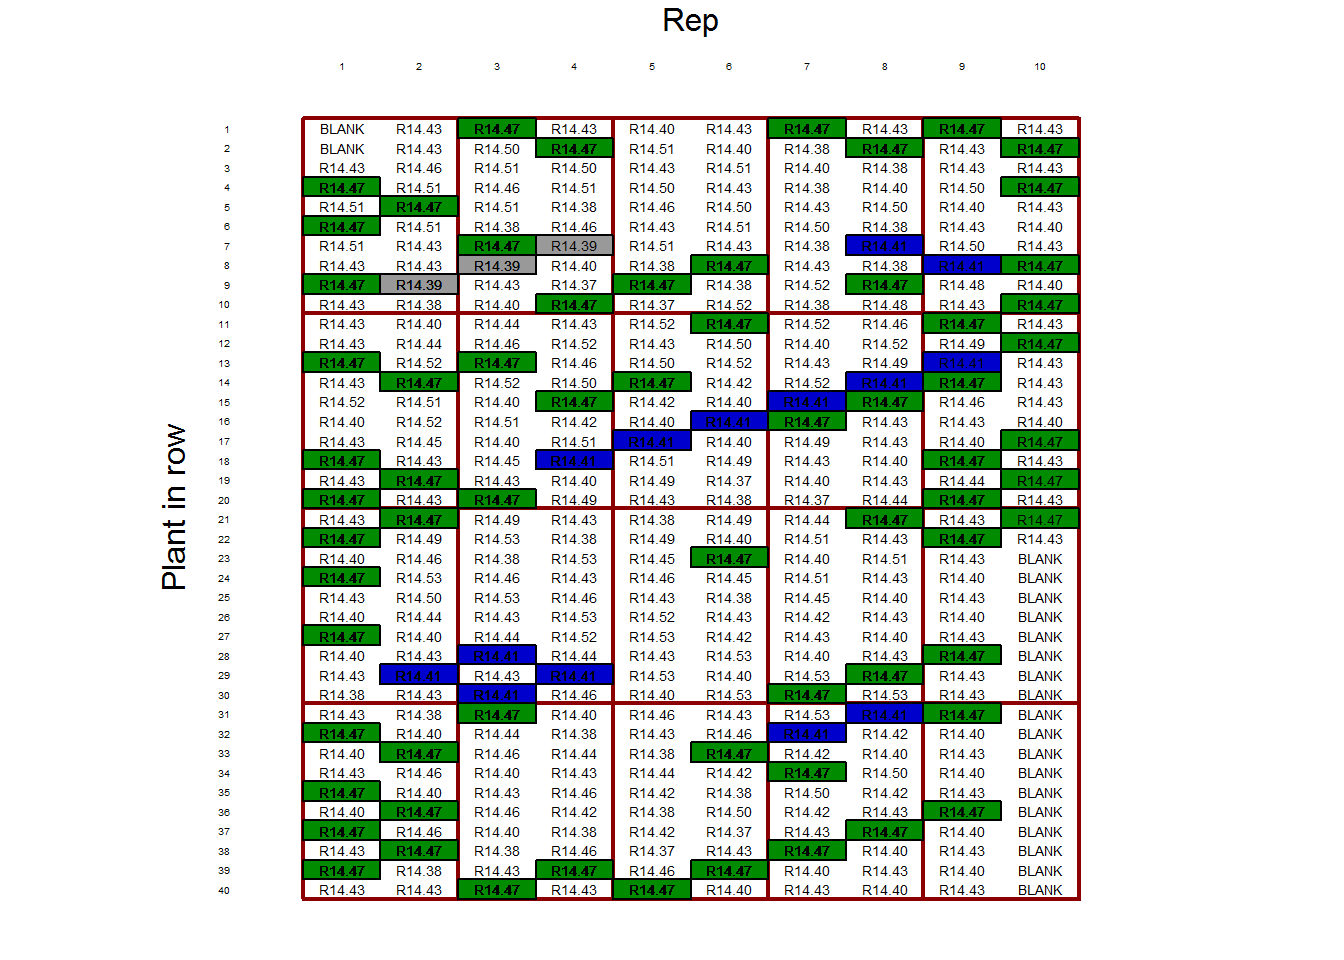 Rep
1 2 3 4 5 6 7 8 9 10
1 BLANK R14.43 R14.47 R14.43 R14.40 R14.43 R14.47 R14.43 R14.47 R14.43
2 BLANK R14.43 R14.50 R14.47 R14.51 R14.40 R14.38 R14.47 R14.43 R14.47
3 R14.43 R14.46 R14.51 R14.50 R14.43 R14.51 R14.40 R14.38 R14.43 R14.43
4 R14.47 R14.51 R14.46 R14.51 R14.50 R14.43 R14.38 R14.40 R14.50 R14.47
5 R14.51 R14.47 R14.51 R14.38 R14.46 R14.50 R14.43 R14.50 R14.40 R14.43
6 R14.47 R14.51 R14.38 R14.46 R14.43 R14.51 R14.50 R14.38 R14.43 R14.40
7 R14.51 R14.43 R14.47 R14.39 R14.51 R14.43 R14.38 R14.41 R14.50 R14.43
8 R14.43 R14.43 R14.39 R14.40 R14.38 R14.47 R14.43 R14.38 R14.41 R14.47
9 R14.47 R14.39 R14.43 R14.37 R14.47 R14.38 R14.52 R14.47 R14.48 R14.40
10 R14.43 R14.38 R14.40 R14.47 R14.37 R14.52 R14.38 R14.48 R14.43 R14.47
11 R14.43 R14.40 R14.44 R14.43 R14.52 R14.47 R14.52 R14.46 R14.47 R14.43
12 R14.43 R14.44 R14.46 R14.52 R14.43 R14.50 R14.40 R14.52 R14.49 R14.47
13 R14.47 R14.52 R14.47 R14.46 R14.50 R14.52 R14.43 R14.49 R14.41 R14.43
14 R14.43 R14.47 R14.52 R14.50 R14.47 R14.42 R14.52 R14.41 R14.47 R14.43
15 R14.52 R14.51 R14.40 R14.47 R14.42 R14.40 R14.41 R14.47 R14.46 R14.43
16 R14.40 R14.52 R14.51 R14.42 R14.40 R14.41 R14.47 R14.43 R14.43 R14.40
17 R14.43 R14.45 R14.40 R14.51 R14.41 R14.40 R14.49 R14.43 R14.40 R14.47
18 R14.47 R14.43 R14.45 R14.41 R14.51 R14.49 R14.43 R14.40 R14.47 R14.43
19 R14.43 R14.47 R14.43 R14.40 R14.49 R14.37 R14.40 R14.43 R14.44 R14.47
20 R14.47 R14.43 R14.47 R14.49 R14.43 R14.38 R14.37 R14.44 R14.47 R14.43
21 R14.43 R14.47 R14.49 R14.43 R14.38 R14.49 R14.44 R14.47 R14.43 R14.47
22 R14.47 R14.49 R14.53 R14.38 R14.49 R14.40 R14.51 R14.43 R14.47 R14.43
23 R14.40 R14.46 R14.38 R14.53 R14.45 R14.47 R14.40 R14.51 R14.43 BLANK
24 R14.47 R14.53 R14.46 R14.43 R14.46 R14.45 R14.51 R14.43 R14.40 BLANK
25 R14.43 R14.50 R14.53 R14.46 R14.43 R14.38 R14.45 R14.40 R14.43 BLANK
26 R14.40 R14.44 R14.43 R14.53 R14.52 R14.43 R14.42 R14.40 R14.43 BLANK
27 R14.47 R14.40 R14.44 R14.52 R14.53 R14.42 R14.43 R14.40 R14.43 BLANK
28 R14.40 R14.43 R14.41 R14.44 R14.43 R14.53 R14.40 R14.43 R14.47 BLANK
29 R14.43 R14.41 R14.43 R14.41 R14.53 R14.40 R14.53 R14.47 R14.43 BLANK
30 R14.38 R14.43 R14.41 R14.46 R14.40 R14.53 R14.47 R14.53 R14.43 BLANK
31 R14.43 R14.38 R14.47 R14.40 R14.46 R14.43 R14.53 R14.41 R14.47 BLANK
32 R14.47 R14.40 R14.44 R14.38 R14.43 R14.46 R14.41 R14.42 R14.40 BLANK
33 R14.40 R14.47 R14.46 R14.44 R14.38 R14.47 R14.42 R14.40 R14.43 BLANK
34 R14.43 R14.46 R14.40 R14.43 R14.44 R14.42 R14.47 R14.50 R14.40 BLANK
35 R14.47 R14.40 R14.43 R14.46 R14.42 R14.38 R14.50 R14.42 R14.43 BLANK
36 R14.40 R14.47 R14.46 R14.42 R14.38 R14.50 R14.42 R14.43 R14.47 BLANK
37 R14.47 R14.46 R14.40 R14.38 R14.42 R14.37 R14.43 R14.47 R14.40 BLANK
38 R14.43 R14.47 R14.38 R14.46 R14.37 R14.43 R14.47 R14.40 R14.43 BLANK
39 R14.47 R14.38 R14.43 R14.47 R14.46 R14.47 R14.40 R14.43 R14.40 BLANK
40 R14.43 R14.43 R14.47 R14.43 R14.47 R14.40 R14.43 R14.40 R14.43 BLANK
Plant in row